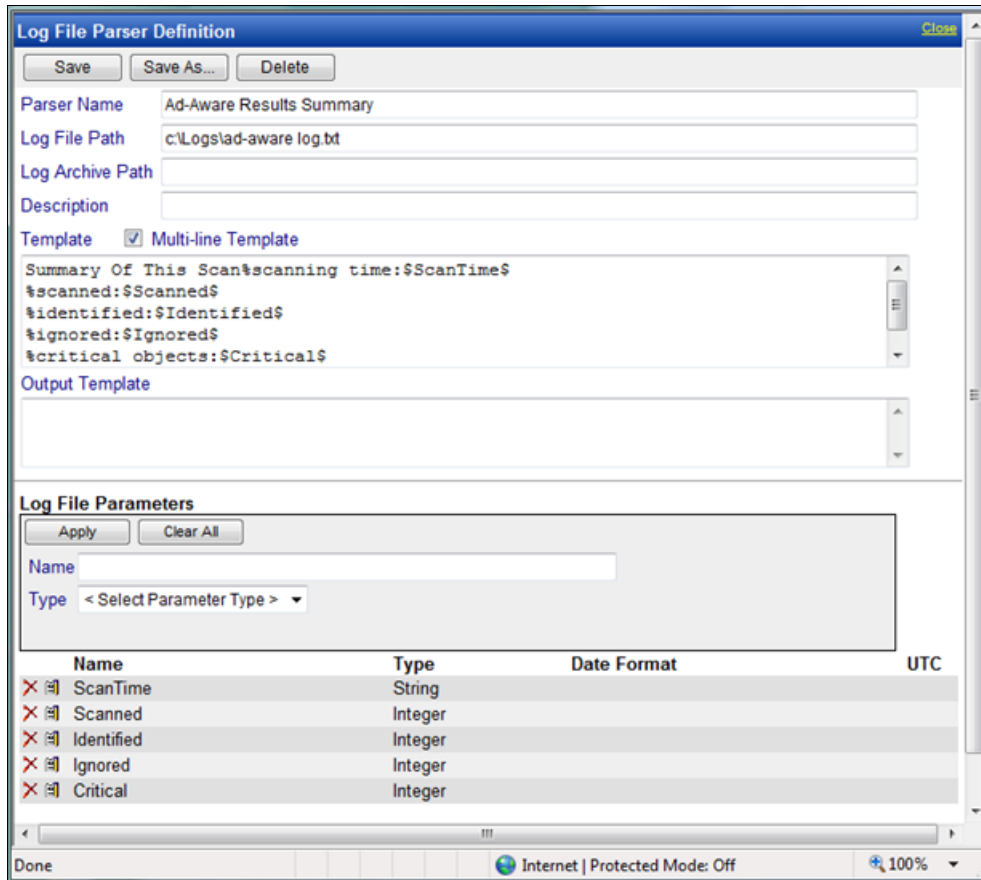 Log File Parser Definition Close
Save Save As... Delete
Parser Name Ad-Aware Results Summary
Log File Path c:\Logs\ad-aware log.txt
Log Archive Path
Description
Template Multi-line Template
Summary Of This Scan%scanning time:$ScanTime$
%scanned:$Scanned$
%identified:$Identified$
%ignored:$Ignored$
%critical objects:$Critical$
Output Template
Log File Parameters
Apply Clear All
Name
Type < Select Parameter Type >
Name Type Date Format UTC
ScanTime String
Scanned Integer
Identified Integer
Ignored Integer
Critical Integer
Done Internet | Protected Mode: Off 100%